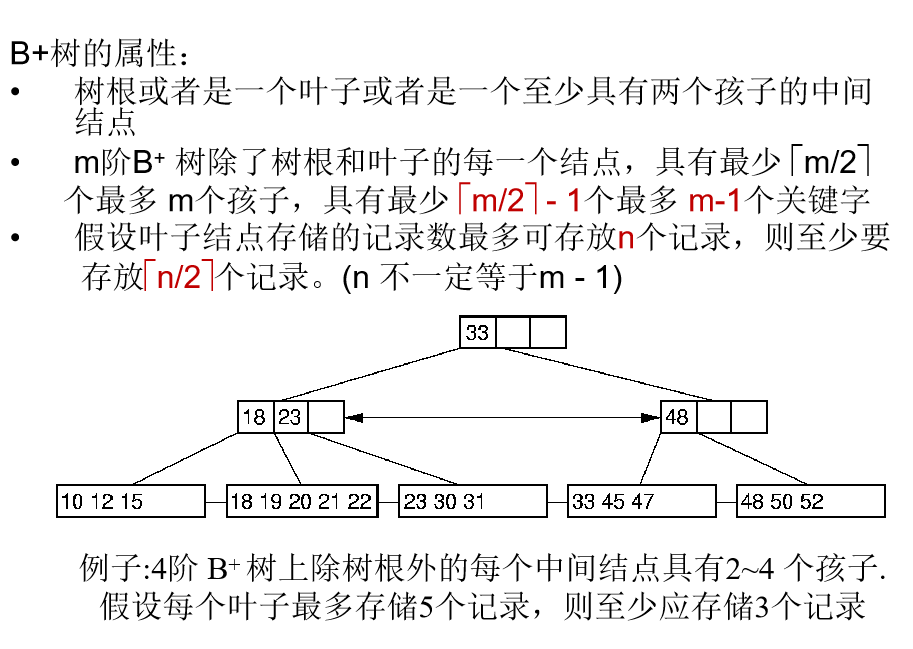 B+树的属性：
• 树根或者是一个叶子或者是一个至少具有两个孩子的中间
结点
• m阶B⁺ 树除了树根和叶子的每一个结点，具有最少⌈m/2⌉
个最多 m个孩子，具有最少⌈m/2⌉ - 1个最多 m-1个关键字
• 假设叶子结点存储的记录数最多可存放n个记录，则至少要
存放⌈n/2⌉个记录。(n 不一定等于m - 1)
33
18 23
48
10 12 15
18 19 20 21 22
23 30 31
33 45 47
48 50 52
例子:4阶 B⁺ 树上除树根外的每个中间结点具有2~4 个孩子.
假设每个叶子最多存储5个记录，则至少应存储3个记录